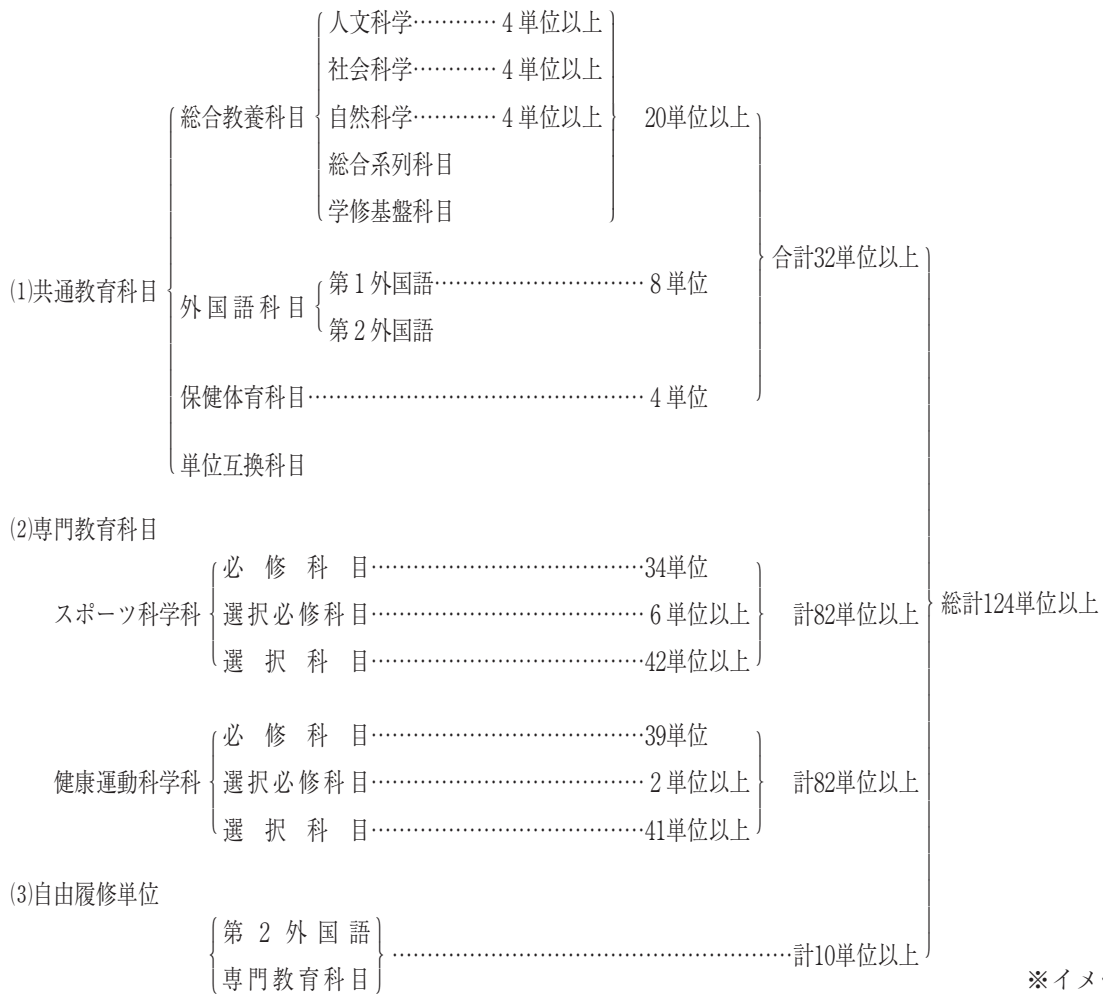 人文科学…………4単位以上
社会科学…………4単位以上
総合教養科目 自然科学…………4単位以上 20単位以上
総合系列科目
学修基盤科目
合計32単位以上
(1)共通教育科目 第1外国語…………………………8単位
外国語科目
第2外国語
保健体育科目…………………………………………4単位
単位互換科目
(2)専門教育科目
必修科目…………………………………34単位
スポーツ科学科 選択必修科目…………………………………6単位以上 計82単位以上 総計124単位以上
選択科目…………………………………42単位以上
必修科目…………………………………39単位
健康運動科学科 選択必修科目…………………………………2単位以上 計82単位以上
選択科目…………………………………41単位以上
(3)自由履修単位
第2外国語
…………………………………………………計10単位以上
専門教育科目
※イメ